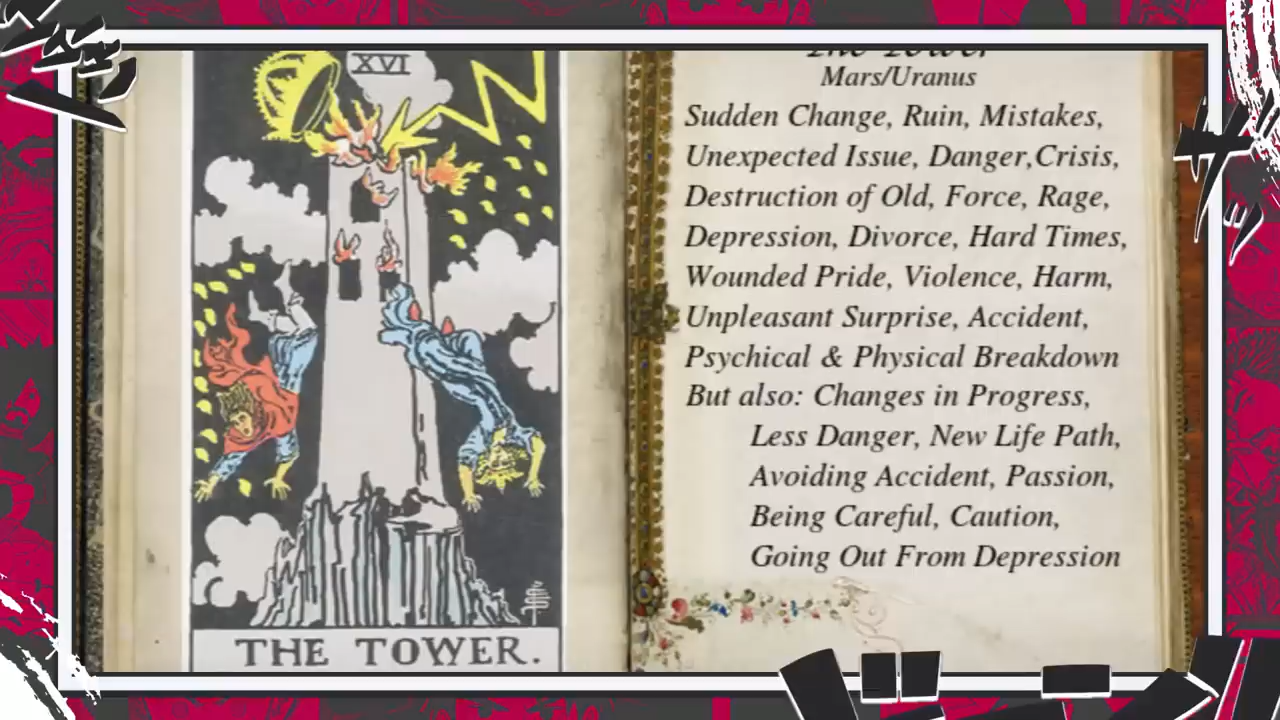 XVI
THE TOWER.
The Tower
Mars/Uranus
Sudden Change, Ruin, Mistakes,
Unexpected Issue, Danger,Crisis,
Destruction of Old, Force, Rage,
Depression, Divorce, Hard Times,
Wounded Pride, Violence, Harm,
Unpleasant Surprise, Accident,
Psychical & Physical Breakdown
But also: Changes in Progress,
Less Danger, New Life Path,
Avoiding Accident, Passion,
Being Careful, Caution,
Going Out From Depression